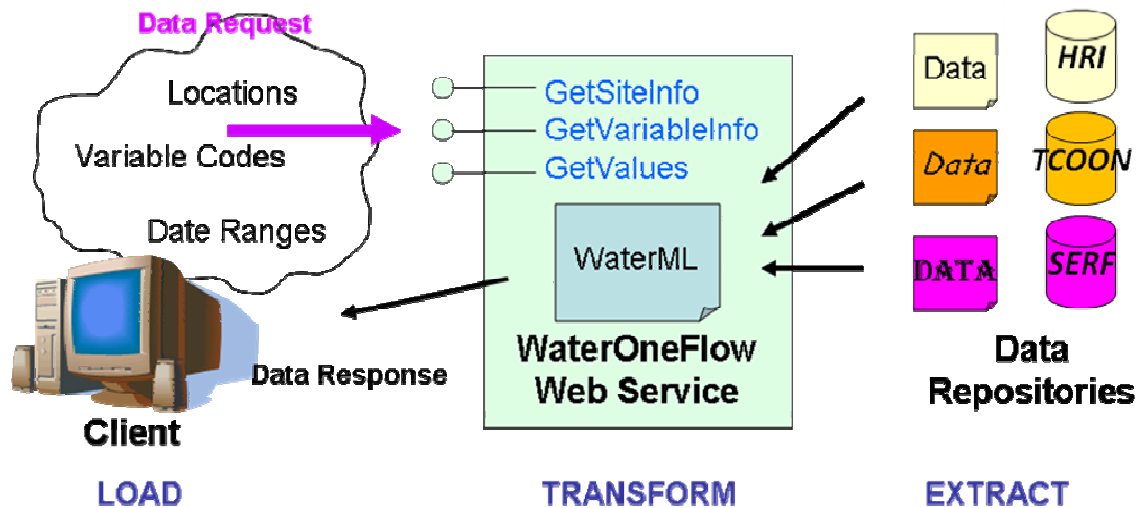 Data Request
Locations
Variable Codes
Date Ranges
Client
Data Response
GetSiteInfo
GetVariableInfo
GetValues
WaterML
WaterOneFlow
Web Service
Data
HRI
Data
TCOON
DATA
SERF
Data
Repositories
LOAD
TRANSFORM
EXTRACT